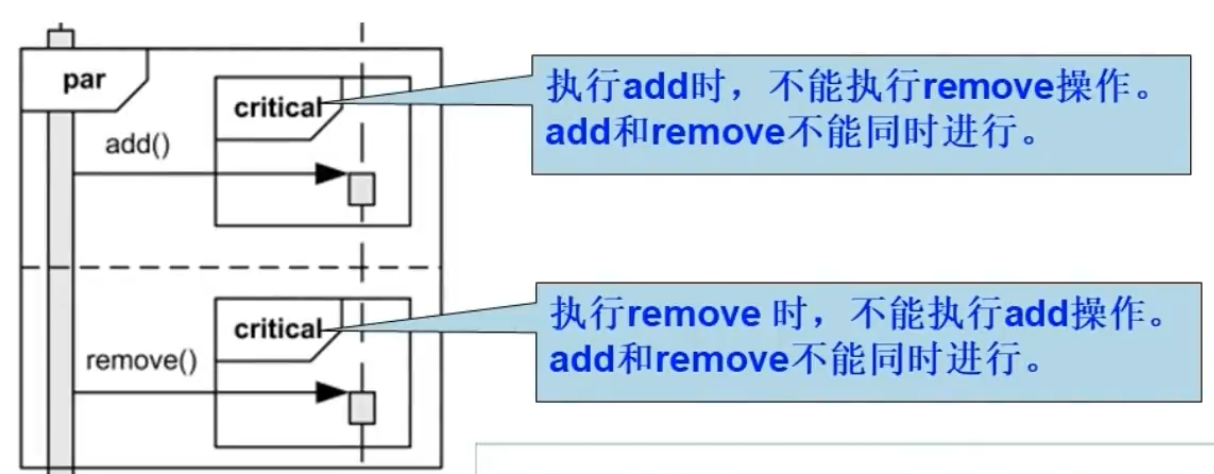 par
critical
add()
执行add时，不能执行remove操作。
add和remove不能同时进行。
critical
remove()
执行remove 时，不能执行add操作。
add和remove不能同时进行。